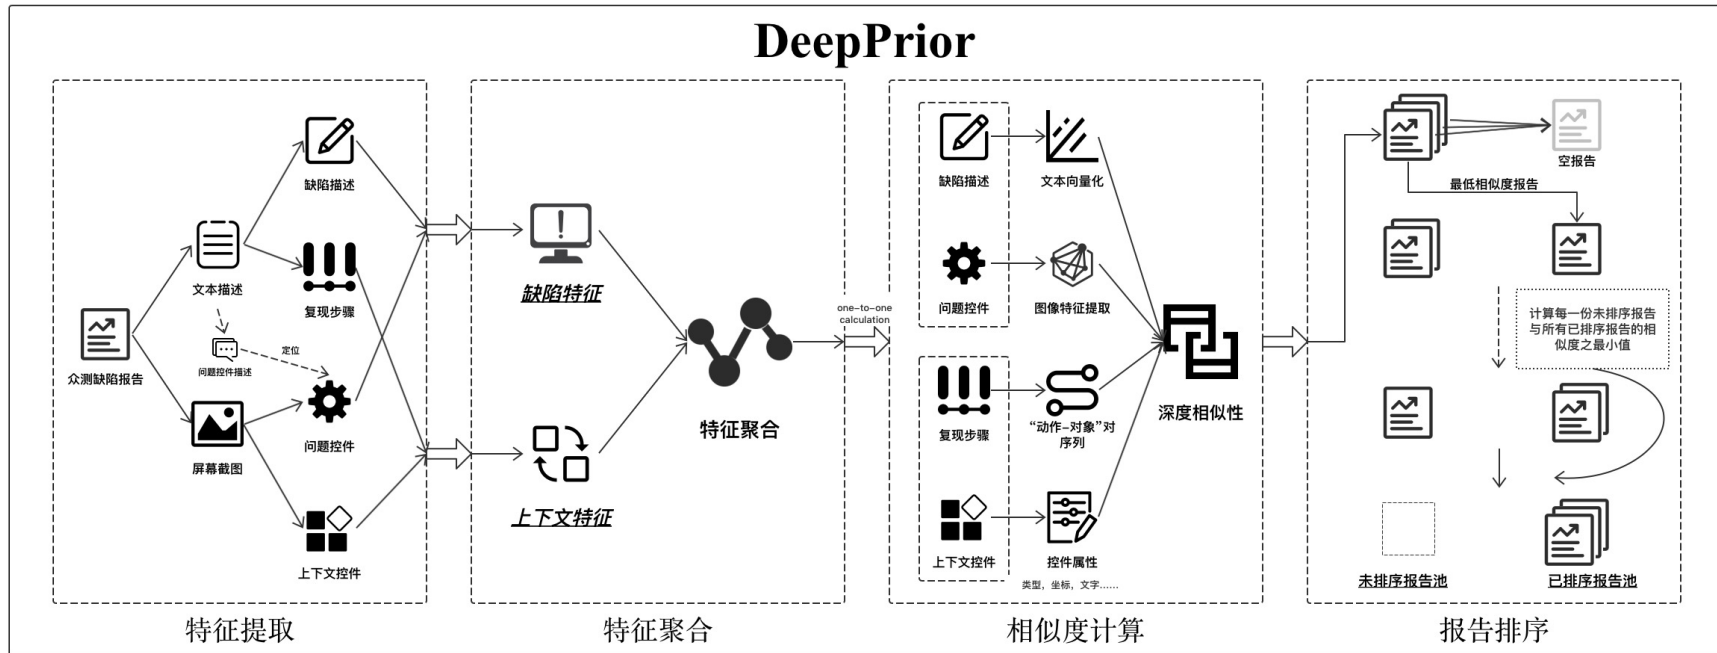 DeepPrior
缺陷描述
文本描述
复现步骤
定位
问题控件描述
众测缺陷报告
问题控件
屏幕截图
上下文控件
特征提取
缺陷特征
特征聚合
上下文特征
特征聚合
one-to-one
calculation
缺陷描述
文本向量化
问题控件
图像特征提取
复现步骤
“动作-对象”对
序列
深度相似性
上下文控件
控件属性
类型，坐标，文字......
相似度计算
空报告
最低相似度报告
计算每一份未排序报告
与所有已排序报告的相
似度之最小值
未排序报告池
已排序报告池
报告排序